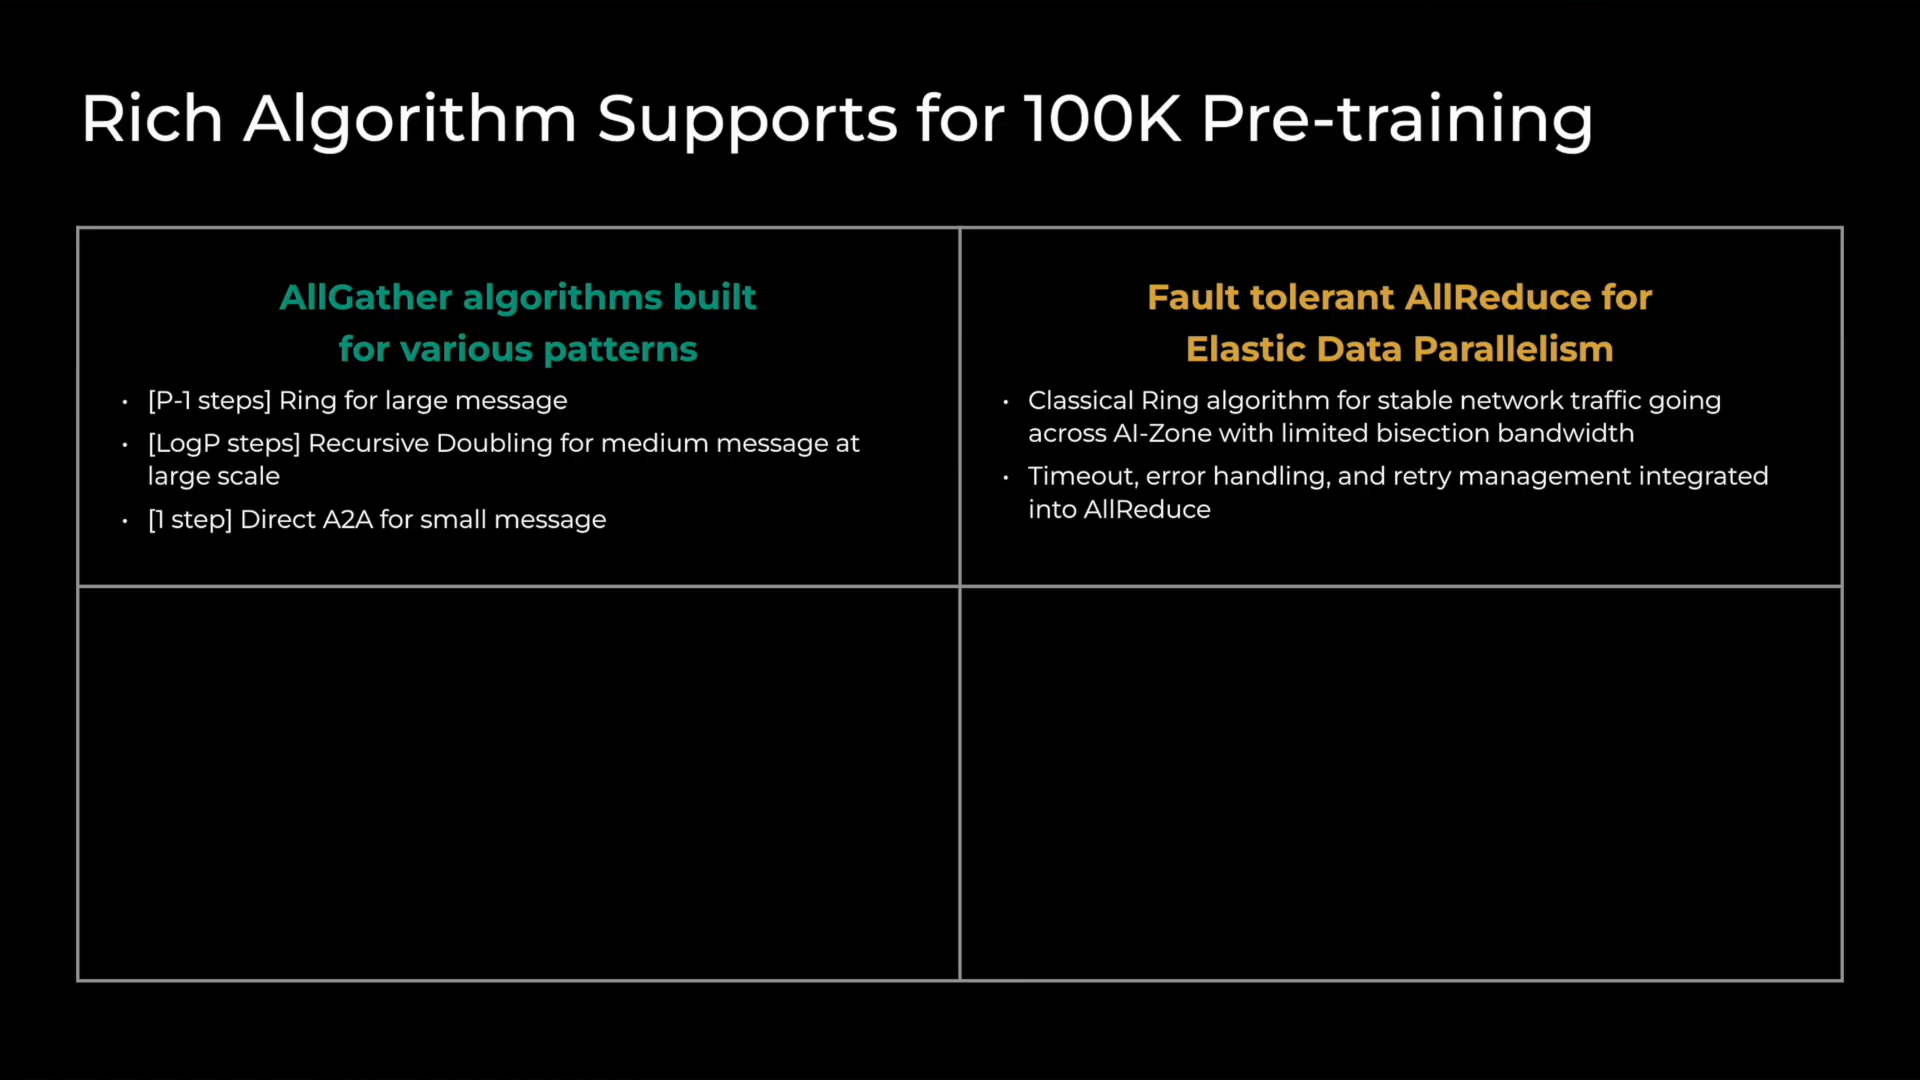 Rich Algorithm Supports for 100K Pre-training
AllGather algorithms built
for various patterns
• [P-1 steps] Ring for large message
• [LogP steps] Recursive Doubling for medium message at
large scale
• [1 step] Direct A2A for small message
Fault tolerant AllReduce for
Elastic Data Parallelism
• Classical Ring algorithm for stable network traffic going
across AI-Zone with limited bisection bandwidth
• Timeout, error handling, and retry management integrated
into AllReduce